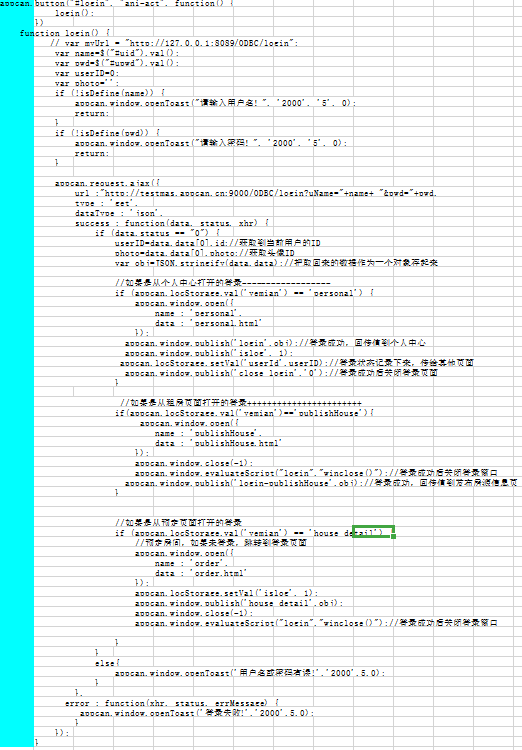 appcan.button("#login", "ani-act", function() {
login();
})
function login() {
// var myUrl = "http://127.0.0.1:8089/ODBC/login";
var name=$("#uid").val();
var pwd=$("#upwd").val();
var userID=0;
var photo='';
if (!isDefine(name)) {
appcan.window.openToast("请输入用户名! ", '2000', '5', 0);
return;
}
if (!isDefine(pwd)) {
appcan.window.openToast("请输入密码! ", '2000', '5', 0);
return;
}
appcan.request.ajax({
url :"http://testmas.appcan.cn:9000/ODBC/login?uName="+name+ "&pwd="+pwd,
type : 'get',
dataType : 'json',
success : function(data, status, xhr) {
if (data.status == "0") {
userID=data.data[0].id;//获取到当前用户的ID
photo=data.data[0].photo;//获取头像ID
var obj=JSON.stringify(data.data);//把取回来的数据作为一个对象存起来
//如果是从个人中心打开的登录------------------
if (appcan.locStorage.val('yemian') == 'personal') {
appcan.window.open({
name : 'personal',
data : 'personal.html'
});
appcan.window.publish('login',obj);//登录成功，回传值到个人中心
appcan.window.publish('islog', 1);
appcan.locStorage.setVal('userId',userID);//登录状态记录下来，传给其他页面
appcan.window.publish('close_login','0');//登录成功后关闭登录页面
}
//如果是从租房页面打开的登录+++++++++++++++++++++++
if(appcan.locStorage.val('yemian')=='publishHouse'){
appcan.window.open({
name : 'publishHouse',
data : 'publishHouse.html'
});
appcan.window.close(-1);
appcan.window.evaluateScript("login","winclose()");//登录成功后关闭登录窗口
appcan.window.publish('login-publishHouse',obj);//登录成功，回传值到发布房源信息页
}
//如果是从预定页面打开的登录
if (appcan.locStorage.val('yemian') == 'house_detail')
//预定房间，如果未登录，跳转到登录页面
appcan.window.open({
name : 'order',
data : 'order.html'
});
appcan.locStorage.setVal('islog', 1);
appcan.window.publish('house_detail',obj);
appcan.window.close(-1);
appcan.window.evaluateScript("login","winclose()");//登录成功后关闭登录窗口
}
}
else{
appcan.window.openToast('用户名或密码有误!','2000',5,0);
}
},
error : function(xhr, status, errMessage) {
appcan.window.openToast('登录失败!','2000',5,0);
}
});
},